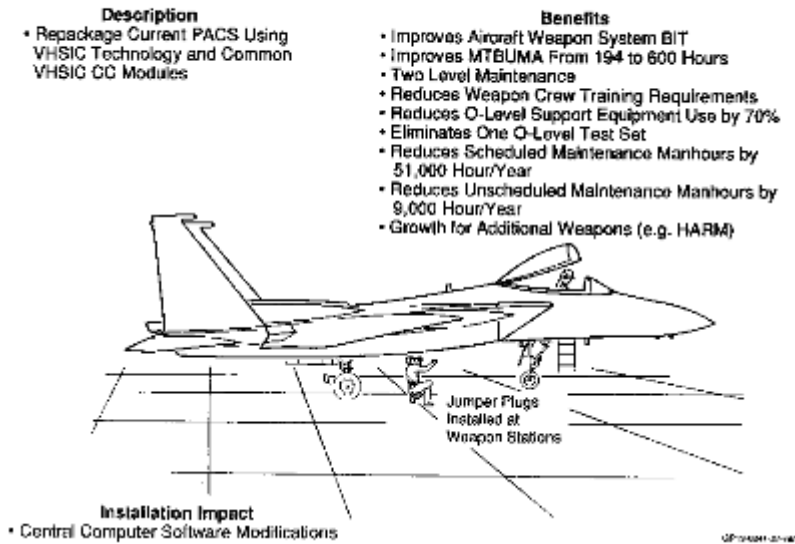 Description
• Repackage Current PACS Using
VHSIC Technology and Common
VHSIC CC Modules
Benefits
• Improves Aircraft Weapon System BIT
• Improves MTBUMA From 194 to 600 Hours
• Two Level Maintenance
• Reduces Weapon Crew Training Requirements
• Reduces O-Level Support Equipment Use by 70%
• Eliminates One O-Level Test Set
• Reduces Scheduled Maintenance Manhours by
51,000 Hour/Year
• Reduces Unscheduled Maintenance Manhours by
9,000 Hour/Year
• Growth for Additional Weapons (e.g. HARM)
Jumper Plugs
Installed at
Weapon Stations
Installation Impact
• Central Computer Software Modifications